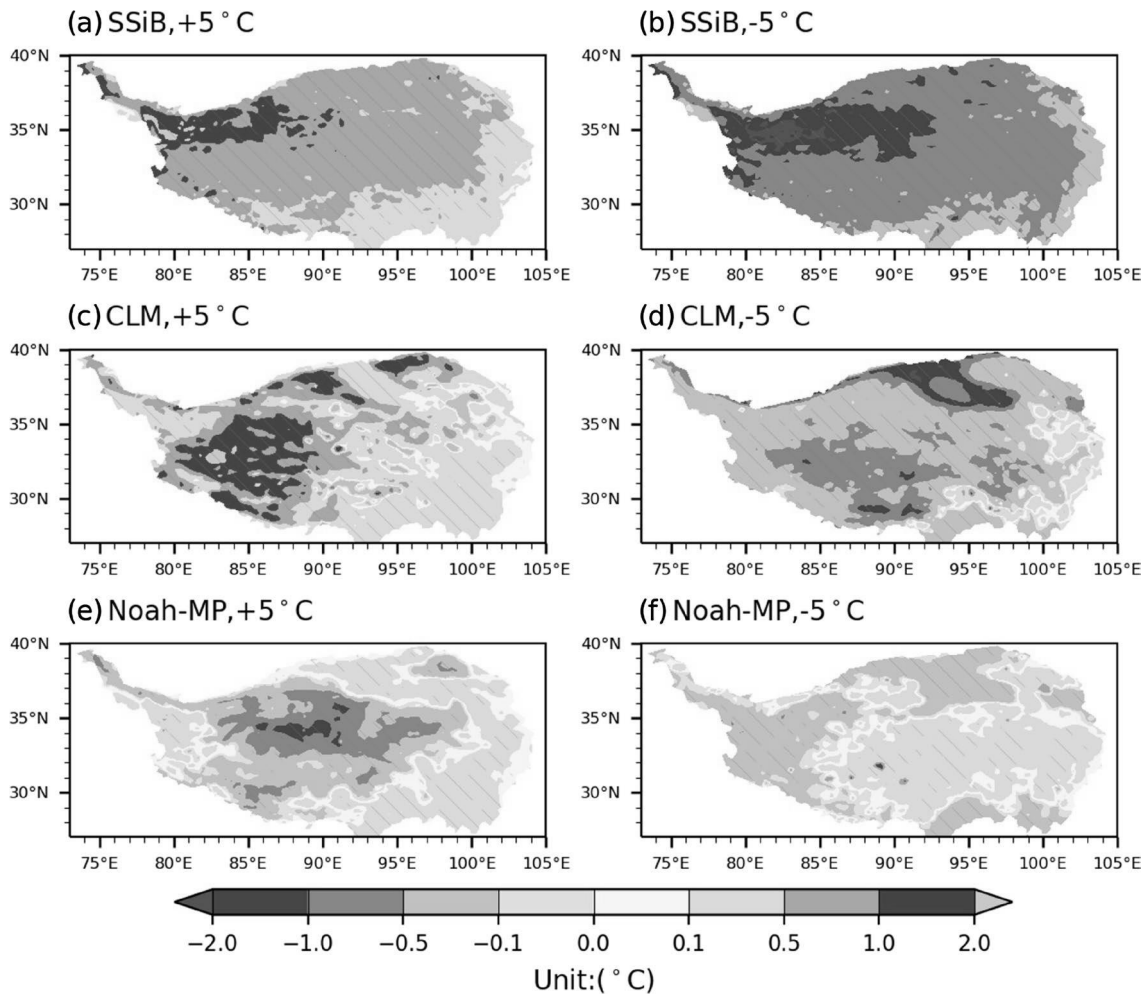 (a) SSiB,+5°C
(b) SSiB,-5°C
40°N
35°N
30°N
75°E 80°E 85°E 90°E 95°E 100°E 105°E
40°N
35°N
30°N
75°E 80°E 85°E 90°E 95°E 100°E 105°E
(c) CLM,+5°C
(d) CLM,-5°C
40°N
35°N
30°N
75°E 80°E 85°E 90°E 95°E 100°E 105°E
40°N
35°N
30°N
75°E 80°E 85°E 90°E 95°E 100°E 105°E
(e) Noah-MP,+5°C
(f) Noah-MP,-5°C
40°N
35°N
30°N
75°E 80°E 85°E 90°E 95°E 100°E 105°E
40°N
35°N
30°N
75°E 80°E 85°E 90°E 95°E 100°E 105°E
−2.0 −1.0 −0.5 −0.1 0.0 0.1 0.5 1.0 2.0
Unit:(°C)